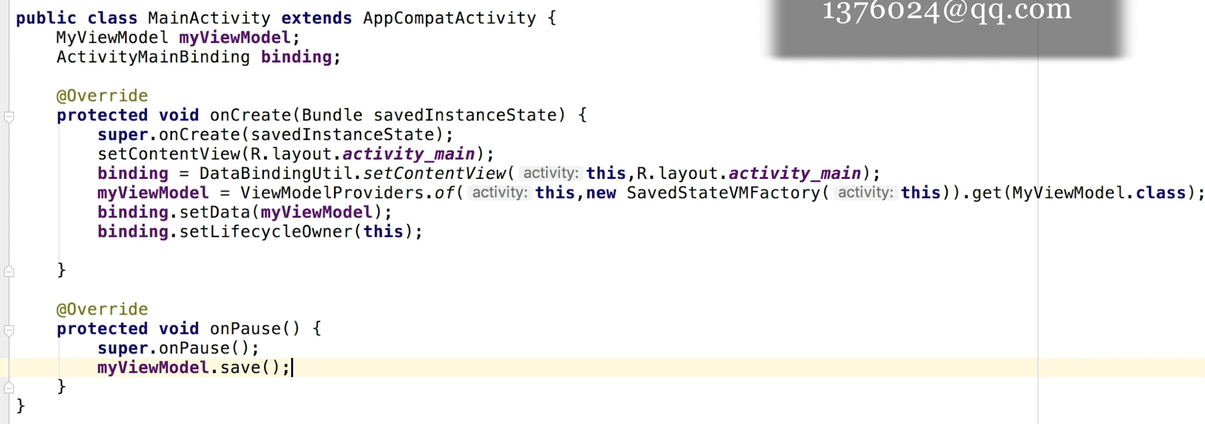 1376024@qq.com
public class MainActivity extends AppCompatActivity {
MyViewModel myViewModel;
ActivityMainBinding binding;
@Override
protected void onCreate(Bundle savedInstanceState) {
super.onCreate(savedInstanceState);
setContentView(R.layout.activity_main);
binding = DataBindingUtil.setContentView( activity: this,R.layout.activity_main);
myViewModel = ViewModelProviders.of( activity: this,new SavedStateVMFactory( activity: this)).get(MyViewModel.class);
binding.setData(myViewModel);
binding.setLifecycleOwner(this);
}
@Override
protected void onPause() {
super.onPause();
myViewModel.save();
}
}